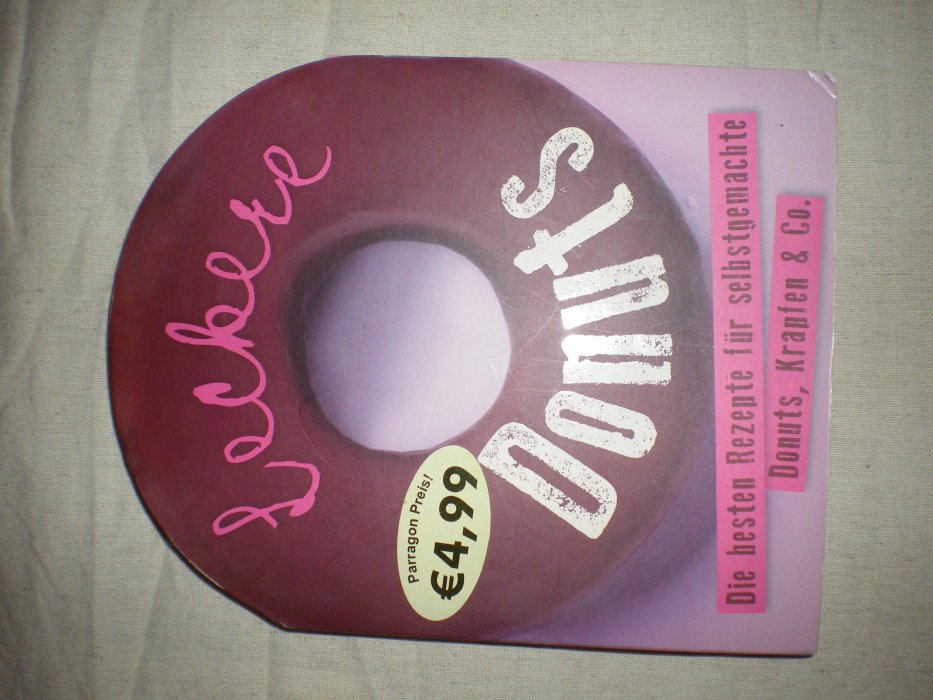 leckere
Donuts
Parragon Preis!
€4,99
Die besten Rezepte für selbstgemachte
Donuts, Krapfen & Co.